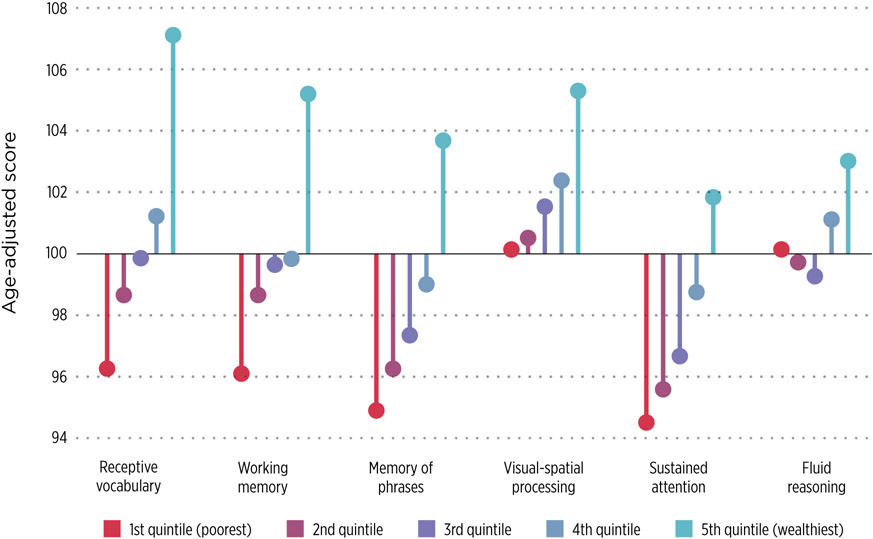 Age-adjusted score
108
106
104
102
100
98
96
94
Receptive
vocabulary
Working
memory
Memory of
phrases
Visual-spatial
processing
Sustained
attention
Fluid
reasoning
1st quintile (poorest)
2nd quintile
3rd quintile
4th quintile
5th quintile (wealthiest)